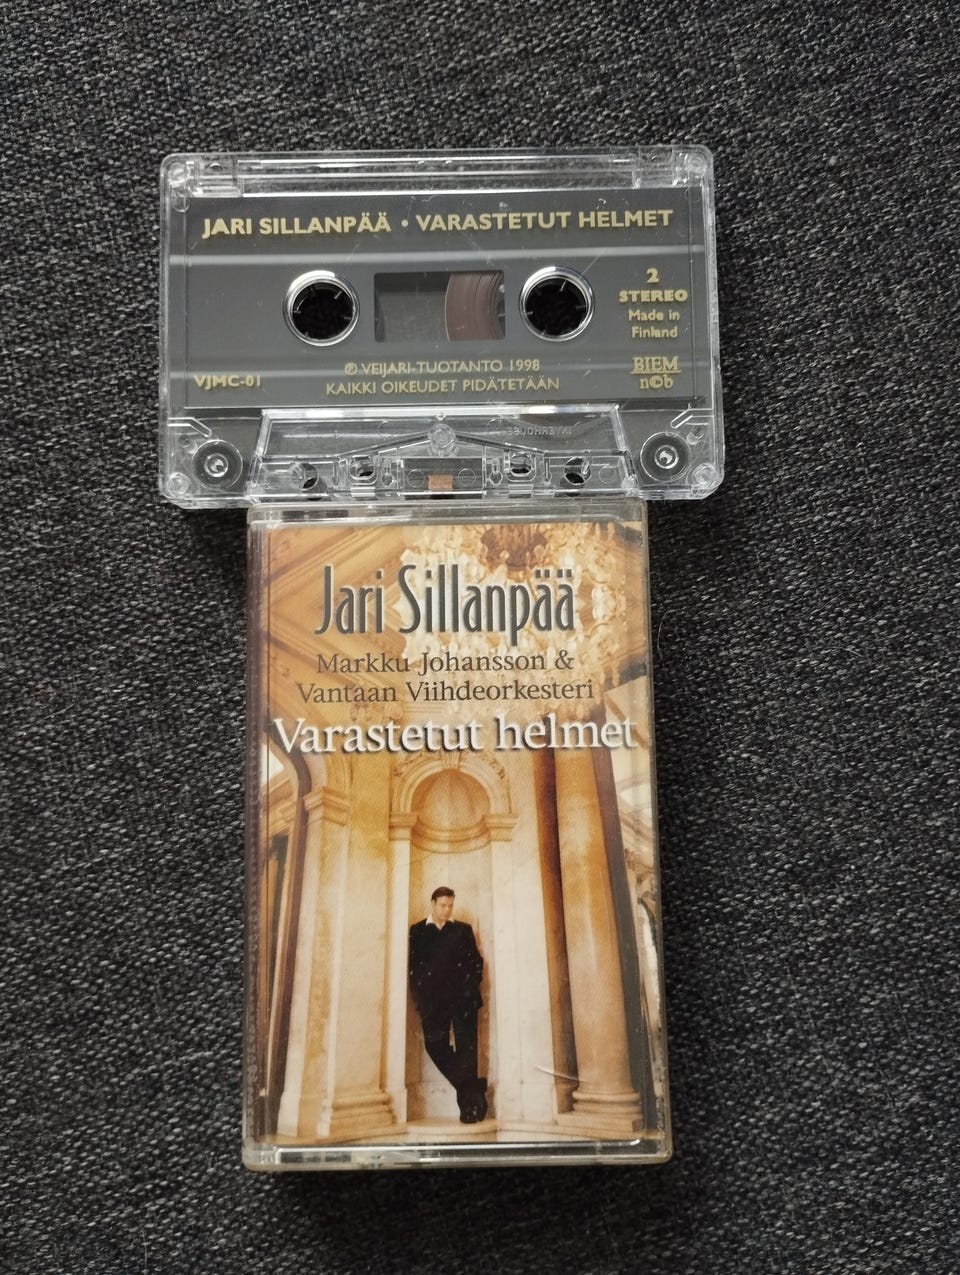 JARI SILLANPÄÄ • VARASTETUT HELMET
2
STEREO
Made in
Finland
VJMC-01
℗ VEIJARI-TUOTANTO 1998
KAIKKI OIKEUDET PIDÄTETÄÄN
BIEM
n©b
Jari Sillanpää
Markku Johansson &
Vantaan Viihdeorkesteri
Varastetut helmet